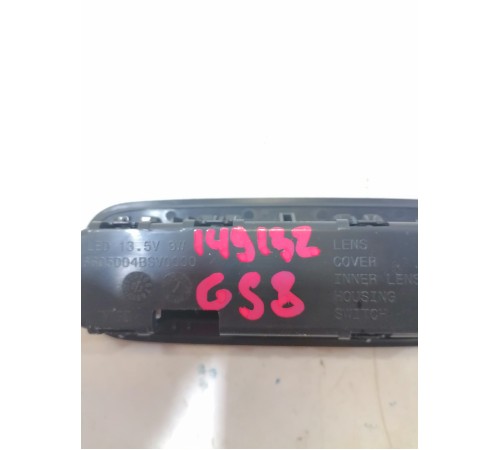 LED 13.5V 3W
149132
GS8
LENS
COVER
INNER LENS
HOUSING
SWITCH